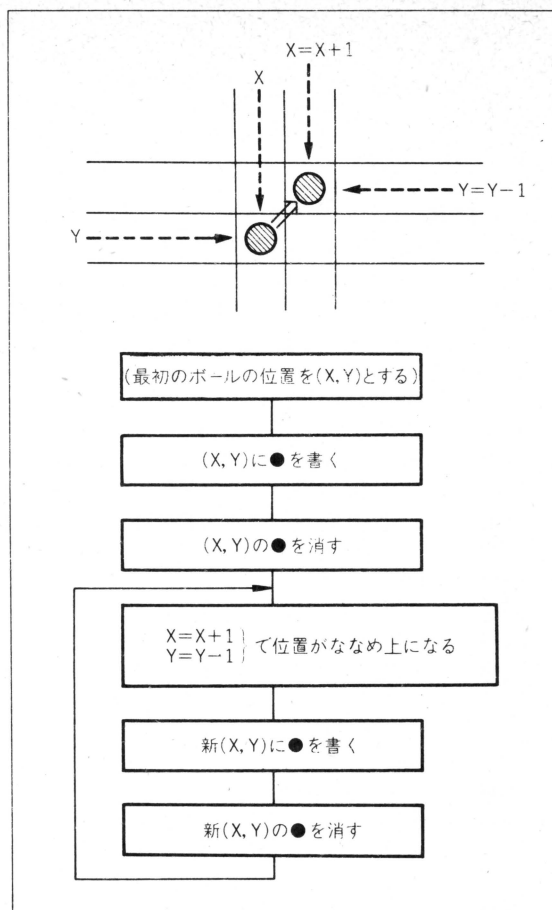 X=X+1
X
Y=Y-1
Y
(最初のボールの位置を(X,Y)とする)
(X,Y)に●を書く
(X,Y)の●を消す
X=X+1
Y=Y-1
で位置がななめ上になる
新(X,Y)に●を書く
新(X,Y)の●を消す